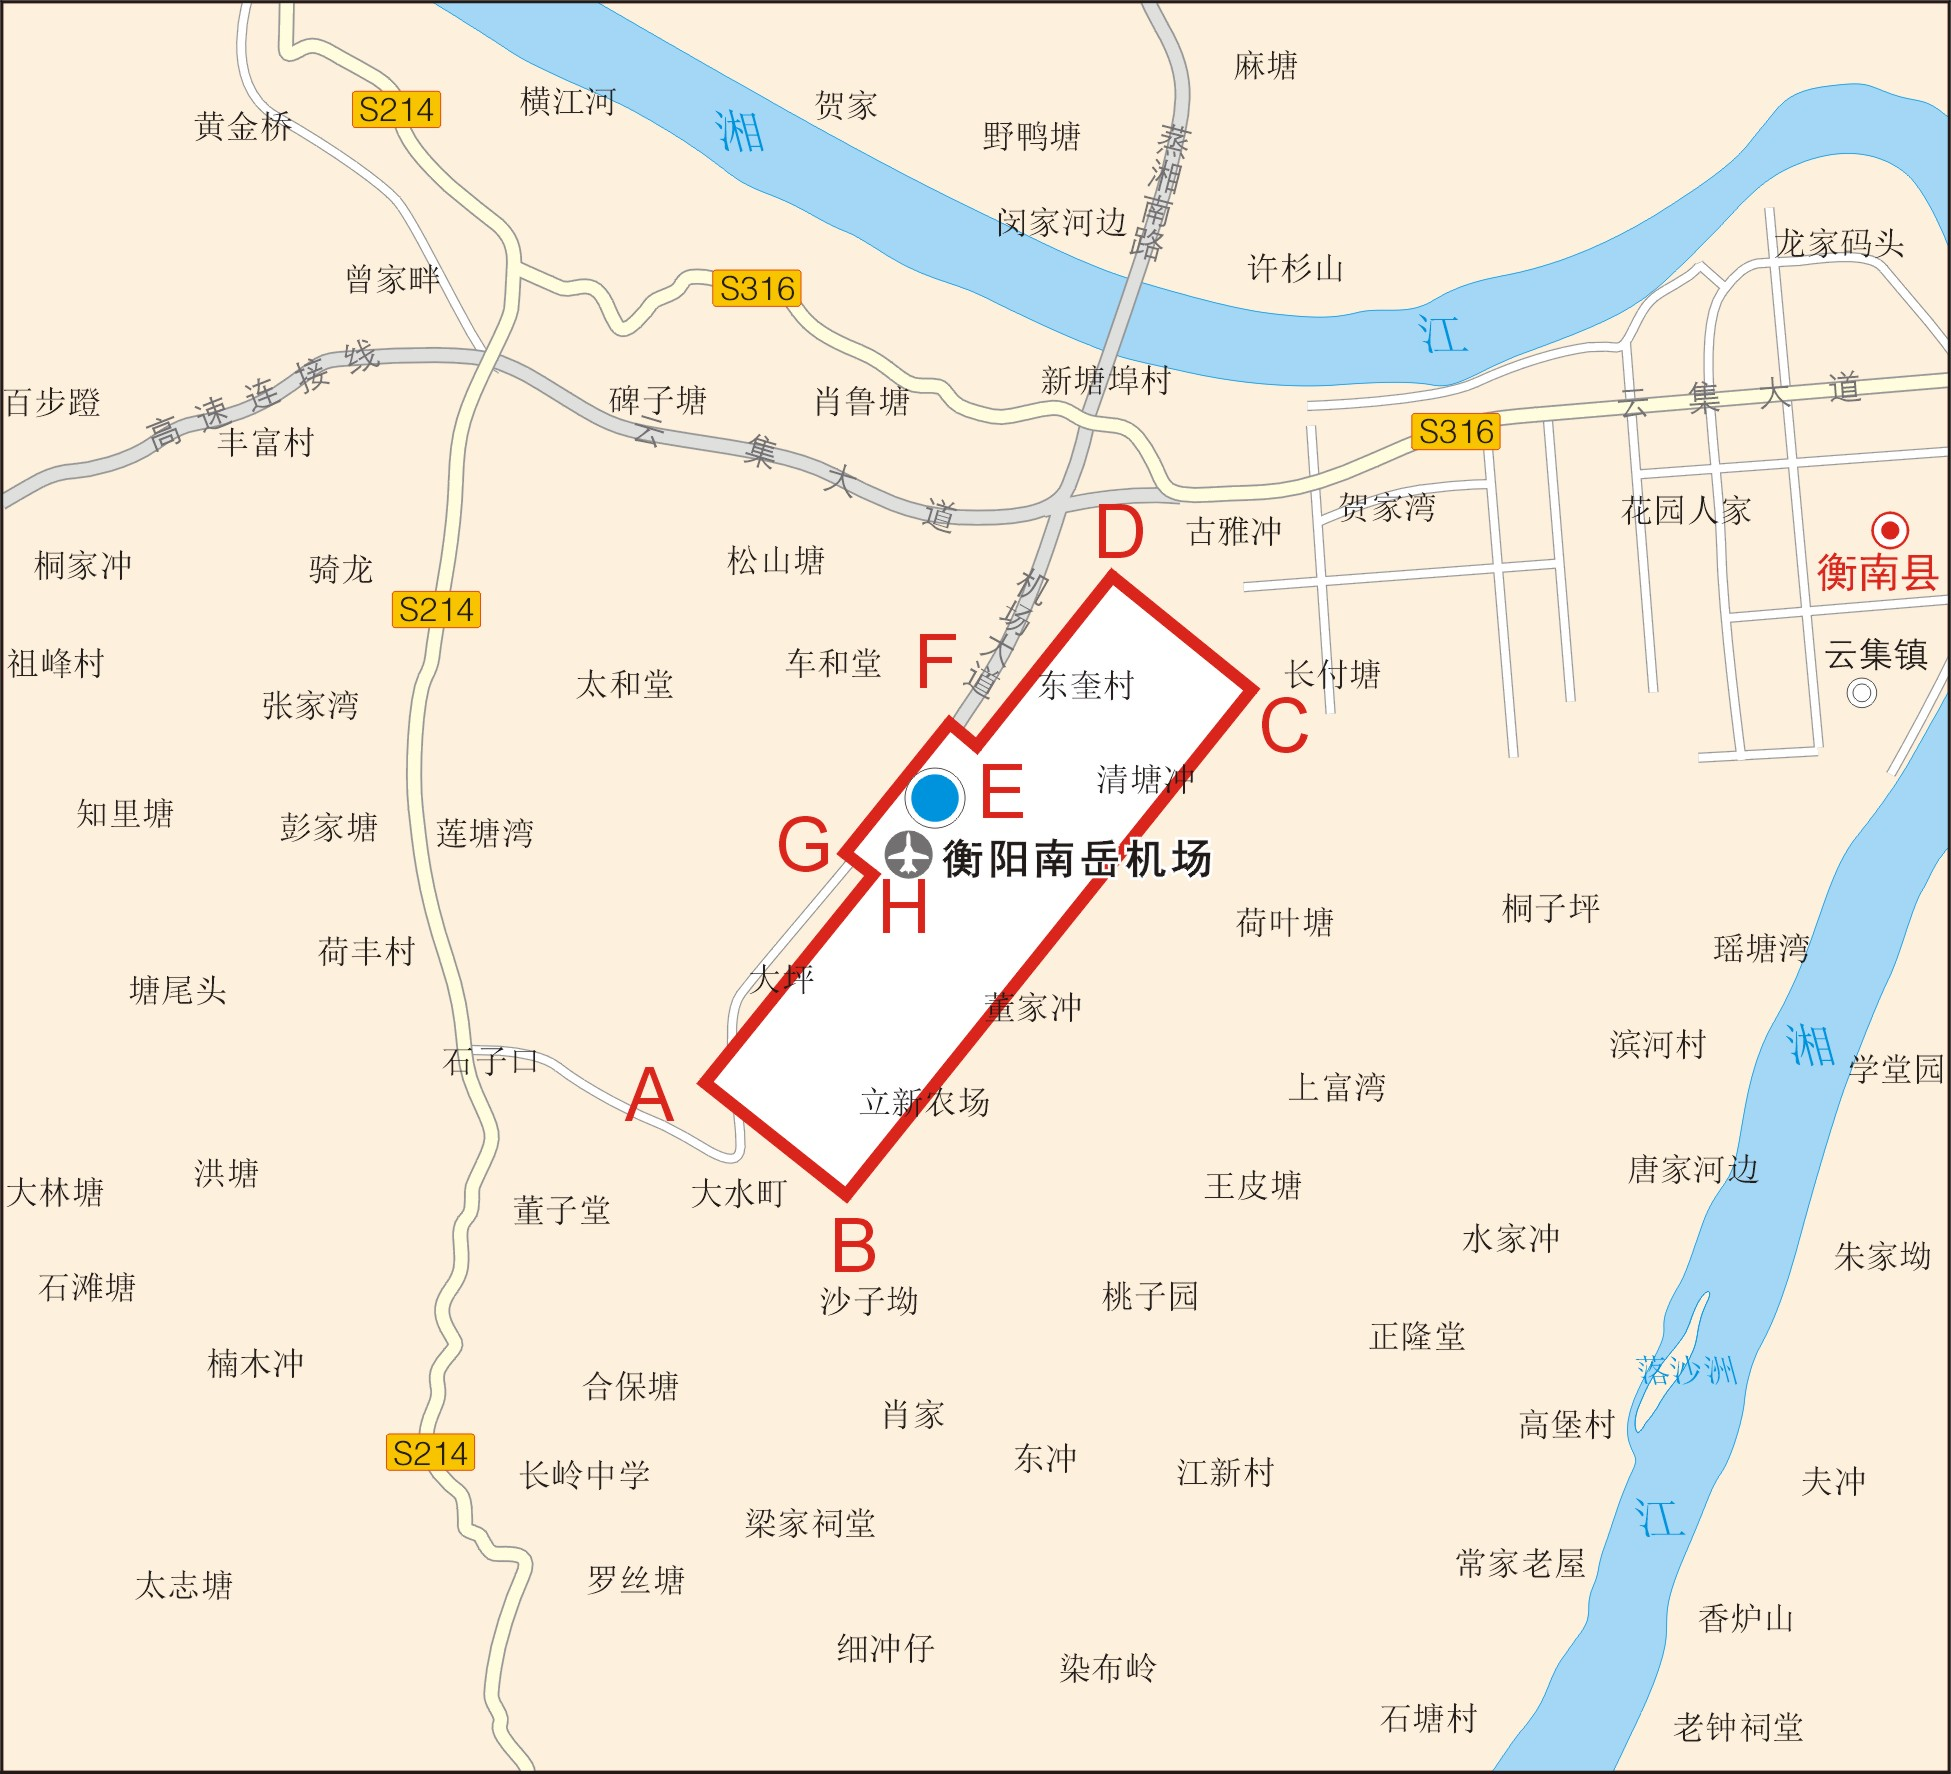 麻塘
横江河
贺家
S214
黄金桥
湘
野鸭塘
蒸湘南路
闵家河边
龙家码头
许杉山
曾家畔
S316
江
高速连接线
新塘埠村
云集大道
百步蹬
碑子塘
肖鲁塘
S316
丰富村
云集大道
贺家湾
花园人家
D
古雅冲
松山塘
桐家冲
骑龙
衡南县
机场大道
S214
云集镇
祖峰村
车和堂
F
太和堂
东奎村
长付塘
张家湾
C
清塘冲
E
知里塘
彭家塘
莲塘湾
G
衡阳南岳机场
H
荷叶塘
桐子坪
瑶塘湾
荷丰村
大坪
塘尾头
董家冲
滨河村
湘
石子口
学堂园
A
上富湾
立新农场
洪塘
唐家河边
大林塘
大水町
王皮塘
董子堂
B
水家冲
朱家坳
石滩塘
沙子坳
桃子园
正隆堂
楠木冲
落沙洲
合保塘
肖家
高堡村
S214
东冲
长岭中学
江新村
夫冲
梁家祠堂
江
常家老屋
太志塘
罗丝塘
香炉山
细冲仔
染布岭
石塘村
老钟祠堂